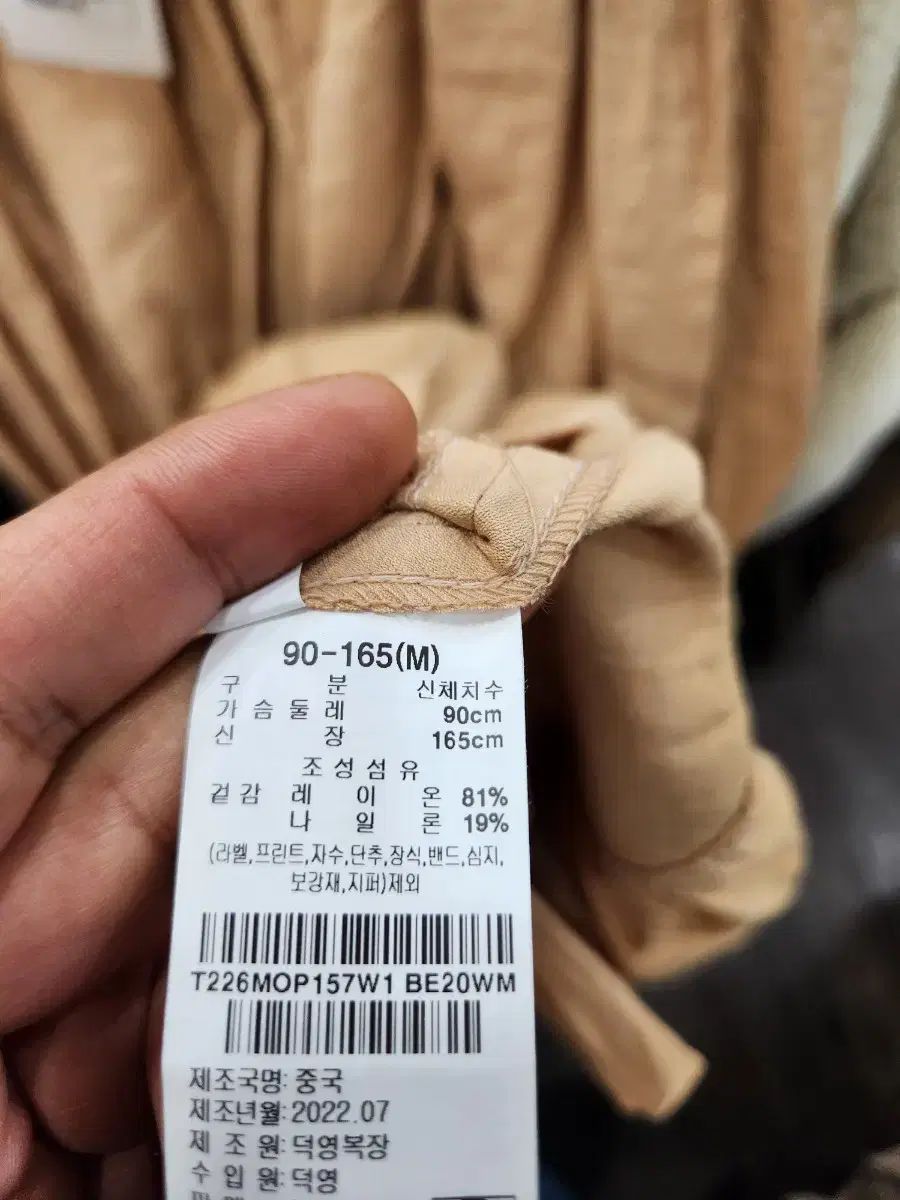 90-165(M)
구 분 신체치수
가슴둘레 90cm
신 장 165cm
조성섬유
겉감 레 이 온 81%
나 일 론 19%
(라벨,프린트,자수,단추,장식,밴드,심지,
보강재,지퍼)제외
T226MOP157W1 BE20WM
제조국명: 중국
제조년월: 2022.07
제 조 원: 덕영복장
수 입 원: 덕영